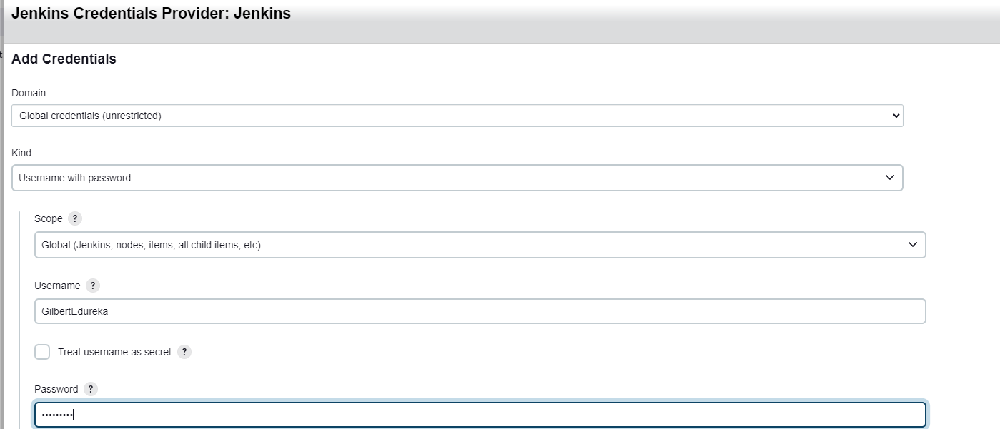 Jenkins Credentials Provider: Jenkins
t
Add Credentials
Domain
Global credentials (unrestricted)
Kind
Username with password
Scope ?
Global (Jenkins, nodes, items, all child items, etc)
Username ?
GilbertEdureka
Treat username as secret ?
Password ?
•••••••••